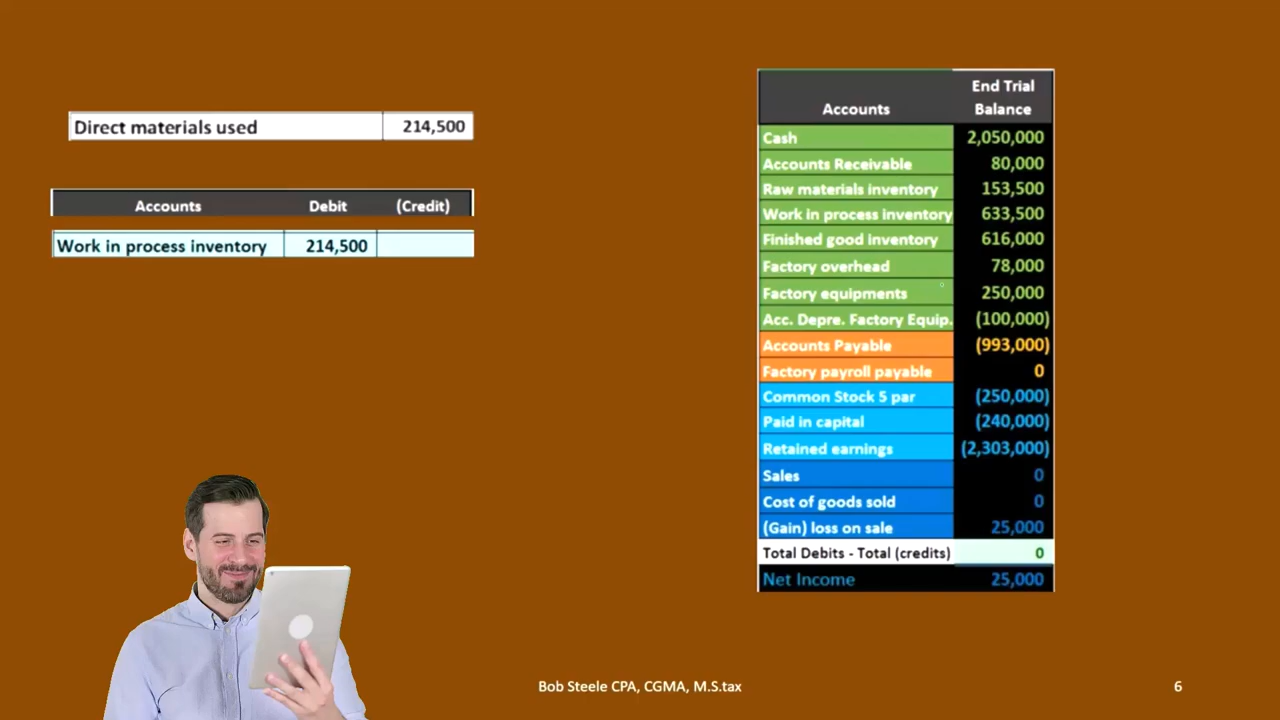 Direct materials used 214,500
Accounts Debit (Credit)
Work in process inventory 214,500
End Trial
Accounts Balance
Cash 2,050,000
Accounts Receivable 80,000
Raw materials inventory 153,500
Work in process inventory 633,500
Finished good inventory 616,000
Factory overhead 78,000
Factory equipments 250,000
Acc. Depre. Factory Equip. (100,000)
Accounts Payable (993,000)
Factory payroll payable 0
Common Stock 5 par (250,000)
Paid in capital (240,000)
Retained earnings (2,303,000)
Sales 0
Cost of goods sold 0
(Gain) loss on sale 25,000
Total Debits - Total (credits) 0
Net Income 25,000
Bob Steele CPA, CGMA, M.S.tax 6